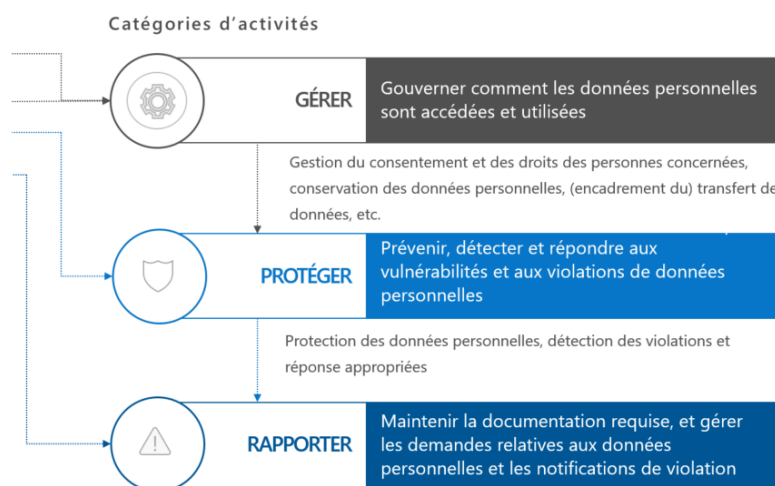 Catégories d'activités
GÉRER
Gouverner comment les données personnelles
sont accédées et utilisées
Gestion du consentement et des droits des personnes concernées,
conservation des données personnelles, (encadrement du) transfert de
données, etc.
PROTÉGER
Prévenir, détecter et répondre aux
vulnérabilités et aux violations de données
personnelles
Protection des données personnelles, détection des violations et
réponse appropriées
RAPPORTER
Maintenir la documentation requise, et gérer
les demandes relatives aux données
personnelles et les notifications de violation